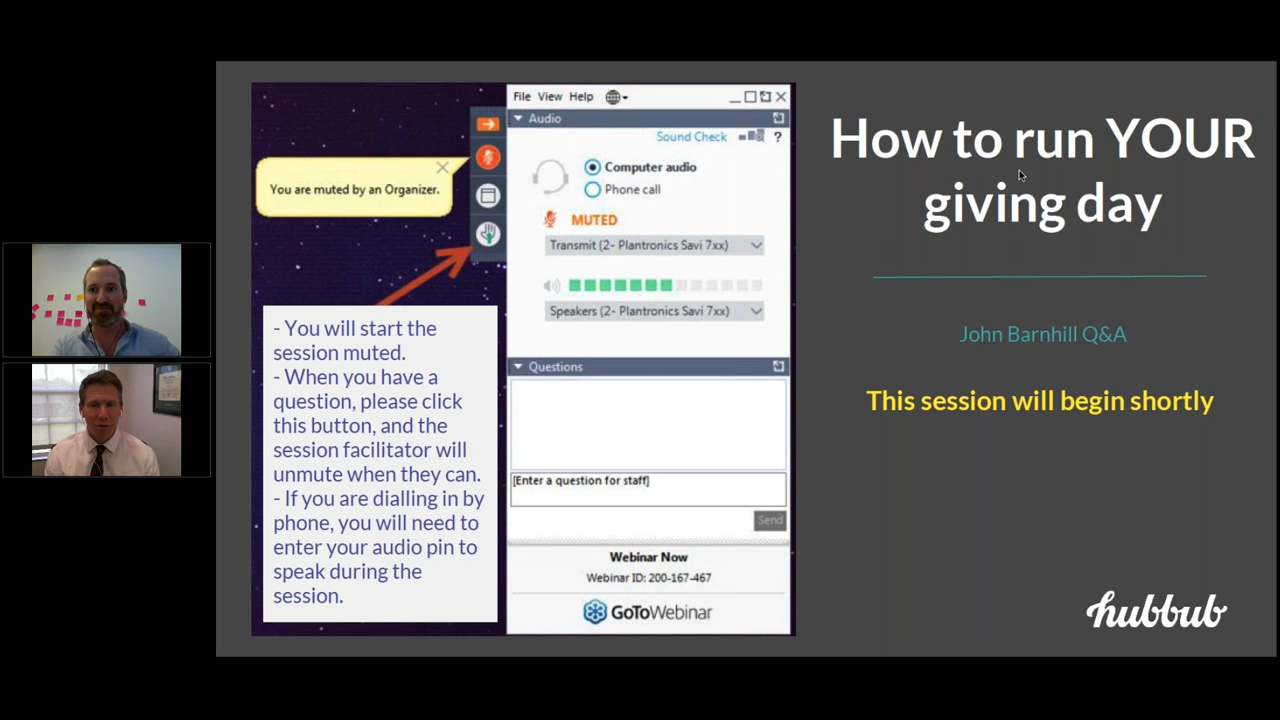 You are muted by an Organizer.
- You will start the
session muted.
- When you have a
question, please click
this button, and the
session facilitator will
unmute when they can.
- If you are dialling in by
phone, you will need to
enter your audio pin to
speak during the
session.
File View Help
Audio
Sound Check ?
Computer audio
Phone call
MUTED
Transmit (2- Plantronics Savi 7xx)
Speakers (2- Plantronics Savi 7xx)
Questions
[Enter a question for staff]
Send
Webinar Now
Webinar ID: 200-167-467
GoToWebinar
How to run YOUR
giving day
John Barnhill Q&A
This session will begin shortly
hubbub